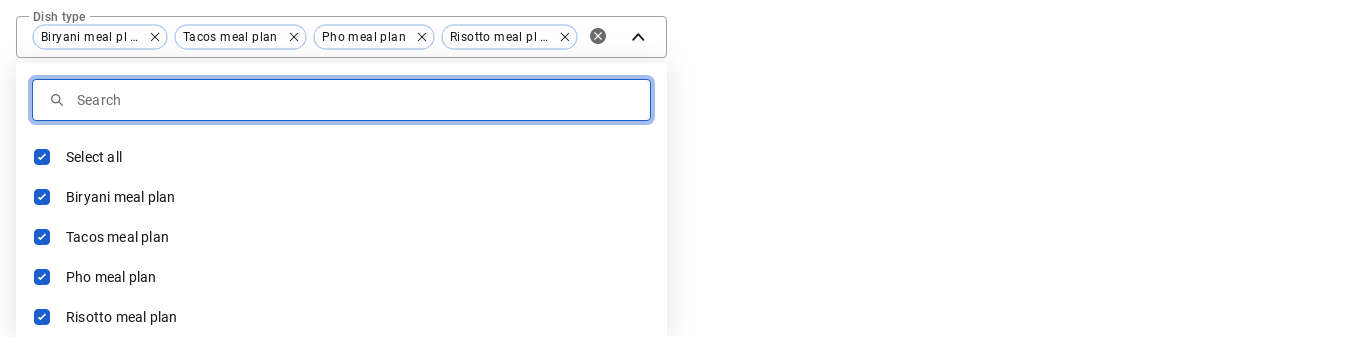 Dish type
Biryani meal pl ... Tacos meal plan Pho meal plan Risotto meal pl ...
Search
Select all
Biryani meal plan
Tacos meal plan
Pho meal plan
Risotto meal plan